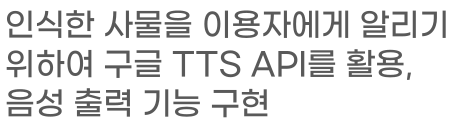 인식한 사물을 이용자에게 알리기
위하여 구글 TTS API를 활용,
음성 출력 기능 구현